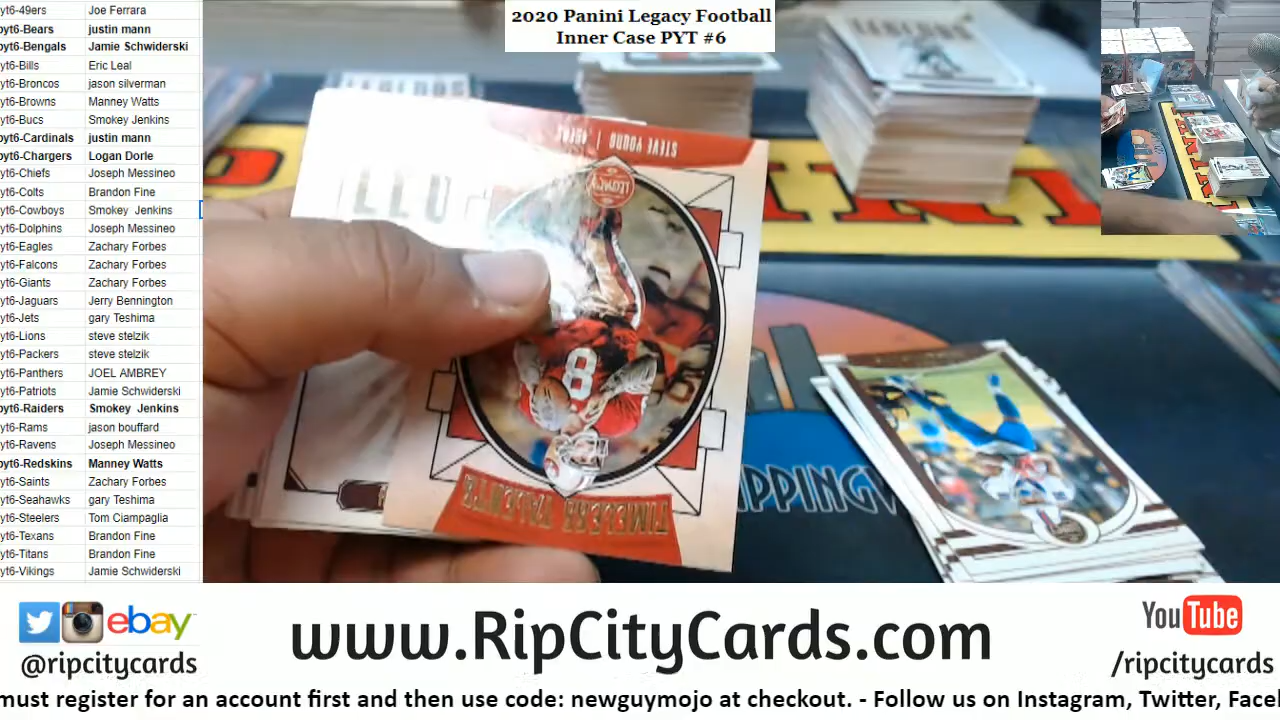 2020 Panini Legacy Football
Inner Case PYT #6
yt6-49ers Joe Ferrara
pyt6-Bears justin mann
pyt6-Bengals Jamie Schwiderski
yt6-Bills Eric Leal
yt6-Broncos jason silverman
yt6-Browns Manney Watts
yt6-Bucs Smokey Jenkins
pyt6-Cardinals justin mann
pyt6-Chargers Logan Dorle
yt6-Chiefs Joseph Messineo
yt6-Colts Brandon Fine
yt6-Cowboys Smokey Jenkins
yt6-Dolphins Joseph Messineo
yt6-Eagles Zachary Forbes
yt6-Falcons Zachary Forbes
yt6-Giants Zachary Forbes
yt6-Jaguars Jerry Bennington
yt6-Jets gary Teshima
yt6-Lions steve stelzik
yt6-Packers steve stelzik
yt6-Panthers JOEL AMBREY
yt6-Patriots Jamie Schwiderski
pyt6-Raiders Smokey Jenkins
yt6-Rams jason bouffard
yt6-Ravens Joseph Messineo
pyt6-Redskins Manney Watts
yt6-Saints Zachary Forbes
yt6-Seahawks gary Teshima
yt6-Steelers Tom Ciampaglia
yt6-Texans Brandon Fine
yt6-Titans Brandon Fine
yt6-Vikings Jamie Schwiderski
STEVE YOUNG | 49ERS
LEGACY
8
TIMELESS TALENTS
ebay
@ripcitycards
www.RipCityCards.com
YouTube
/ripcitycards
must register for an account first and then use code: newguymojo at checkout. - Follow us on Instagram, Twitter, Facel